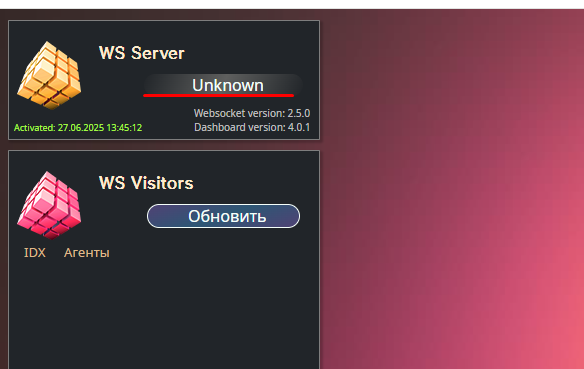 WS Server
Unknown
Websocket version: 2.5.0
Activated: 27.06.2025 13:45:12
Dashboard version: 4.0.1
WS Visitors
Обновить
IDX Агенты